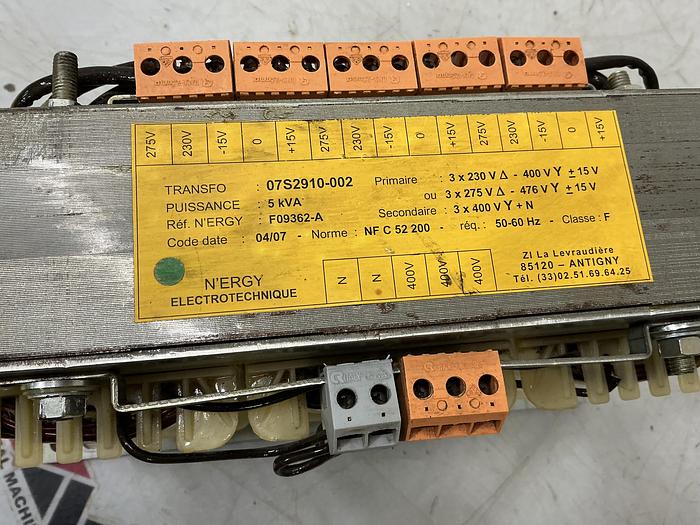 275V 230V -15V 0 +15V 275V 230V -15V 0 +15V 275V 230V -15V 0 +15V
TRANSFO : 07S2910-002
PUISSANCE : 5 kVA
Réf. N'ERGY : F09362-A
Primaire : 3 x 230 V Δ - 400 V Y ± 15 V
ou 3 x 275 V Δ - 476 V Y ± 15 V
Secondaire : 3 x 400 V Y + N
Code date : 04/07 - Norme : NF C 52 200 - réq.: 50-60 Hz - Classe : F
N'ERGY
ELECTROTECHNIQUE
N N 400V 400V 400V
ZI La Levraudière
85120 – ANTIGNY
Tél. (33)02.51.69.64.25
AL MACHI